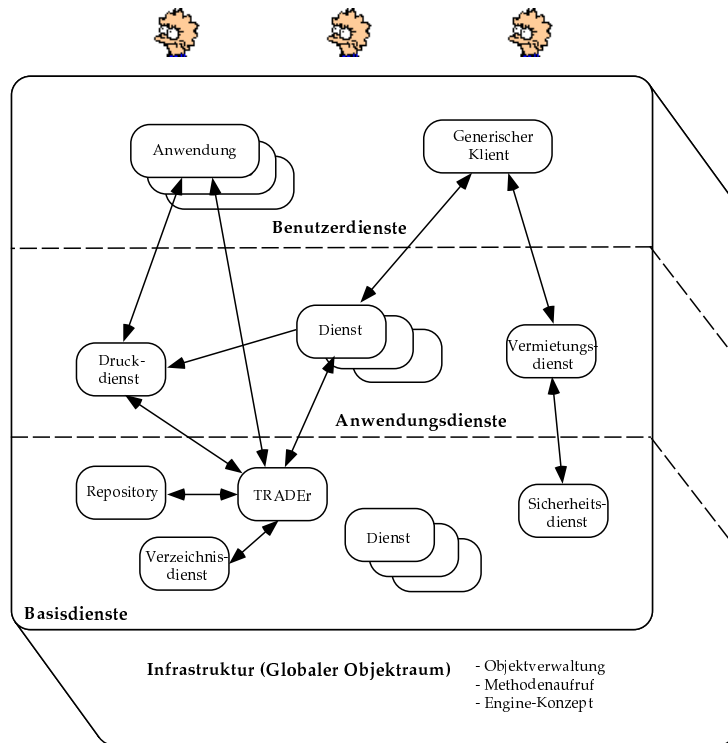 Anwendung
Generischer
Klient
Benutzerdienste
Dienst
Druck-
dienst
Vermietungs-
dienst
Anwendungsdienste
Repository
TRADEr
Sicherheits-
dienst
Dienst
Verzeichnis-
dienst
Basisdienste
Infrastruktur (Globaler Objektraum)
- Objektverwaltung
- Methodenaufruf
- Engine-Konzept